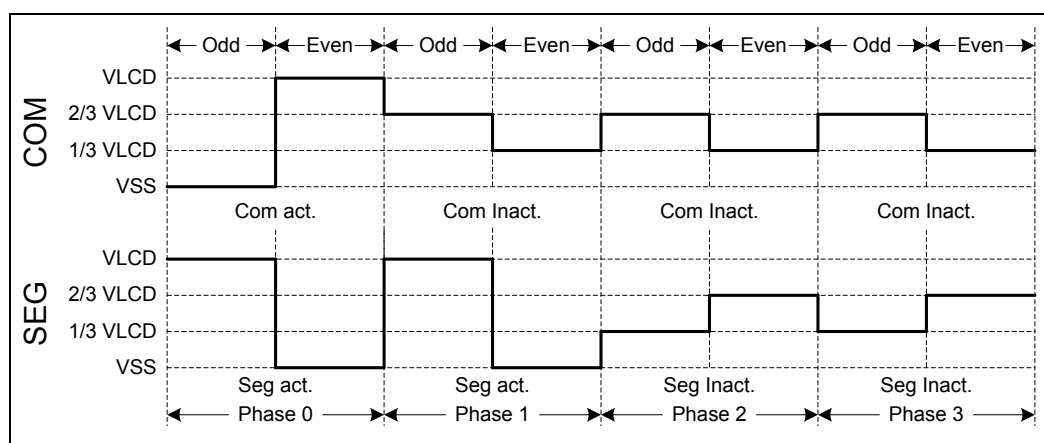 Odd Even Odd Even Odd Even Odd Even
COM
VLCD
2/3 VLCD
1/3 VLCD
VSS
Com act. Com Inact. Com Inact. Com Inact.
SEG
VLCD
2/3 VLCD
1/3 VLCD
VSS
Seg act. Seg act. Seg Inact. Seg Inact.
Phase 0 Phase 1 Phase 2 Phase 3